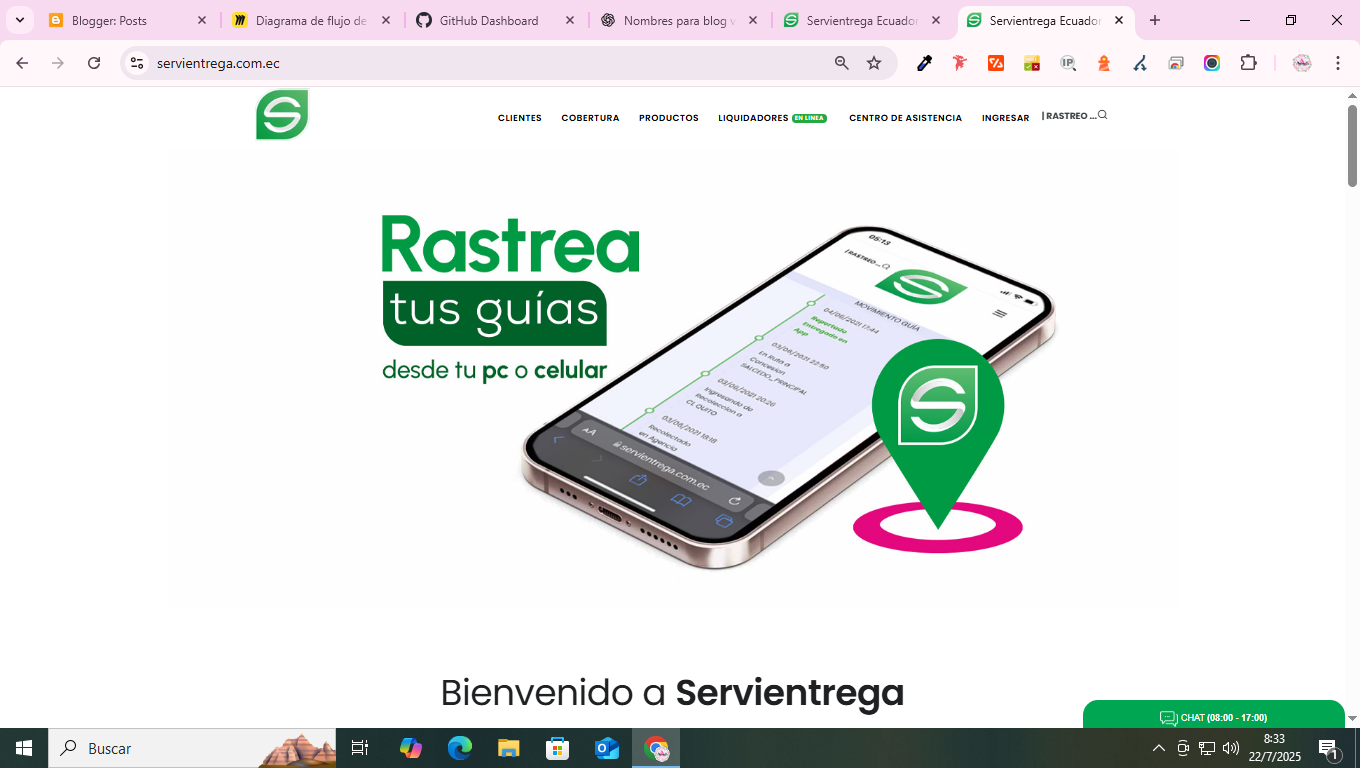 Blogger: Posts
Diagrama de flujo de
GitHub Dashboard
Nombres para blog v
Servientrega Ecuador
Servientrega Ecuador
servientrega.com.ec
CLIENTES
COBERTURA
PRODUCTOS
LIQUIDADORES EN LINEA
CENTRO DE ASISTENCIA
INGRESAR
| RASTREO ...
Rastrea
tus guías
desde tu pc o celular
05:13
| RASTREO ...
MOVIMIENTO GUÍA
04/06/2021 17:44
Reportado
Entregado en
App
03/06/2021 22:50
En Ruta a
Concesion
SALCEDO_PRINCIPAL
03/06/2021 20:26
Ingresando de
Recoleccion a
CL QUITO
03/06/2021 18:18
Recolectado
en Agencia
AA
servientrega.com.ec
Bienvenido a Servientrega
CHAT (08:00 - 17:00)
Buscar
8:33
22/7/2025
1